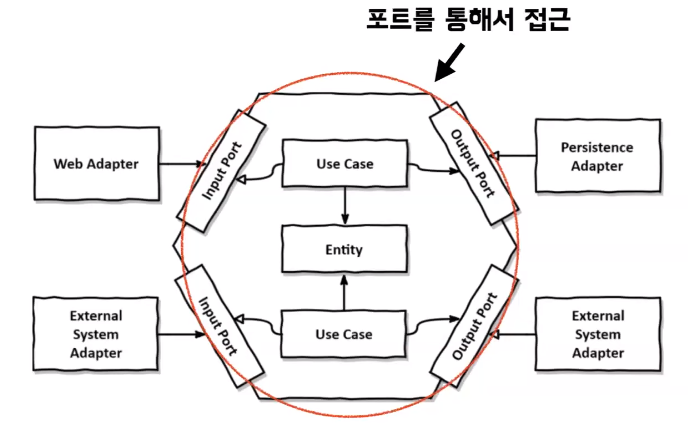 포트를 통해서 접근
Web Adapter
Input Port
Use Case
Output Port
Persistence
Adapter
Entity
External
System
Adapter
Input Port
Use Case
Output Port
External
System
Adapter